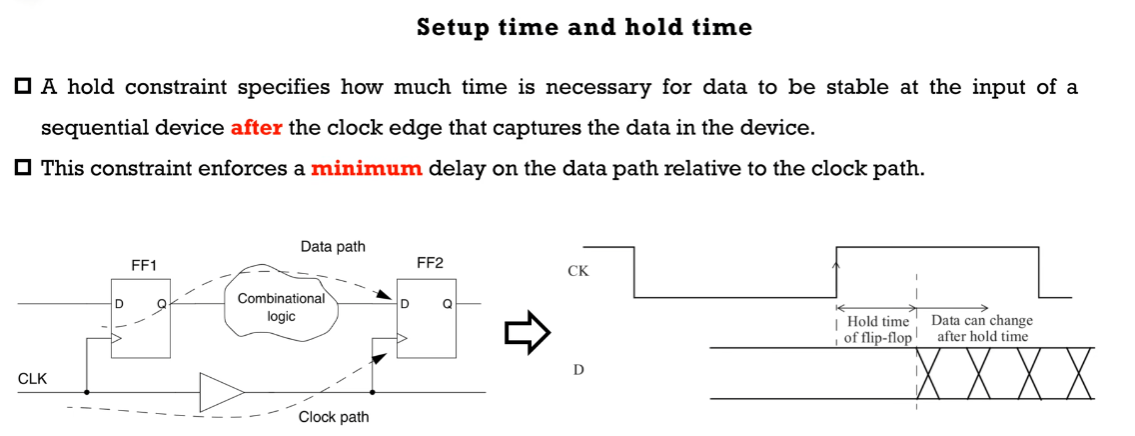 Setup time and hold time
A hold constraint specifies how much time is necessary for data to be stable at the input of a
sequential device after the clock edge that captures the data in the device.
This constraint enforces a minimum delay on the data path relative to the clock path.
Data path
FF1
FF2
D
Q
Combinational
logic
D
Q
CLK
Clock path
CK
Hold time
of flip-flop
Data can change
after hold time
D